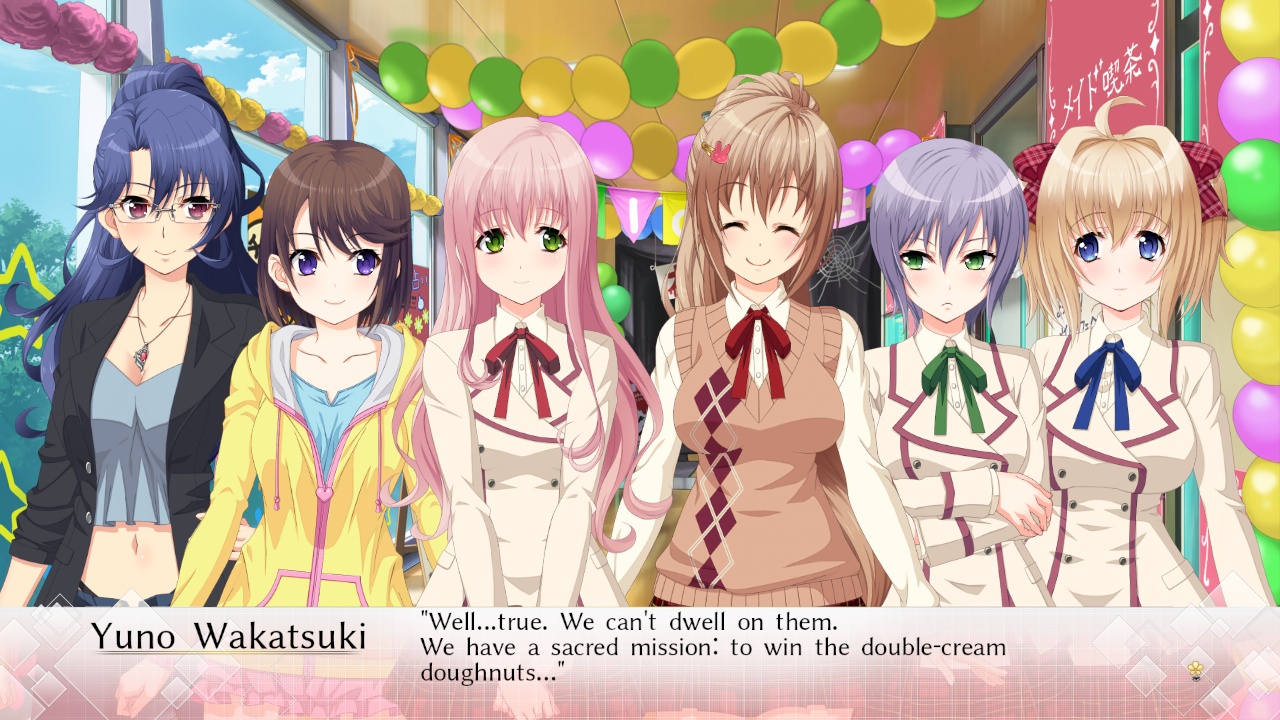 メイド喫茶
Yuno Wakatsuki
"Well...true. We can't dwell on them.
We have a sacred mission: to win the double-cream
doughnuts..."